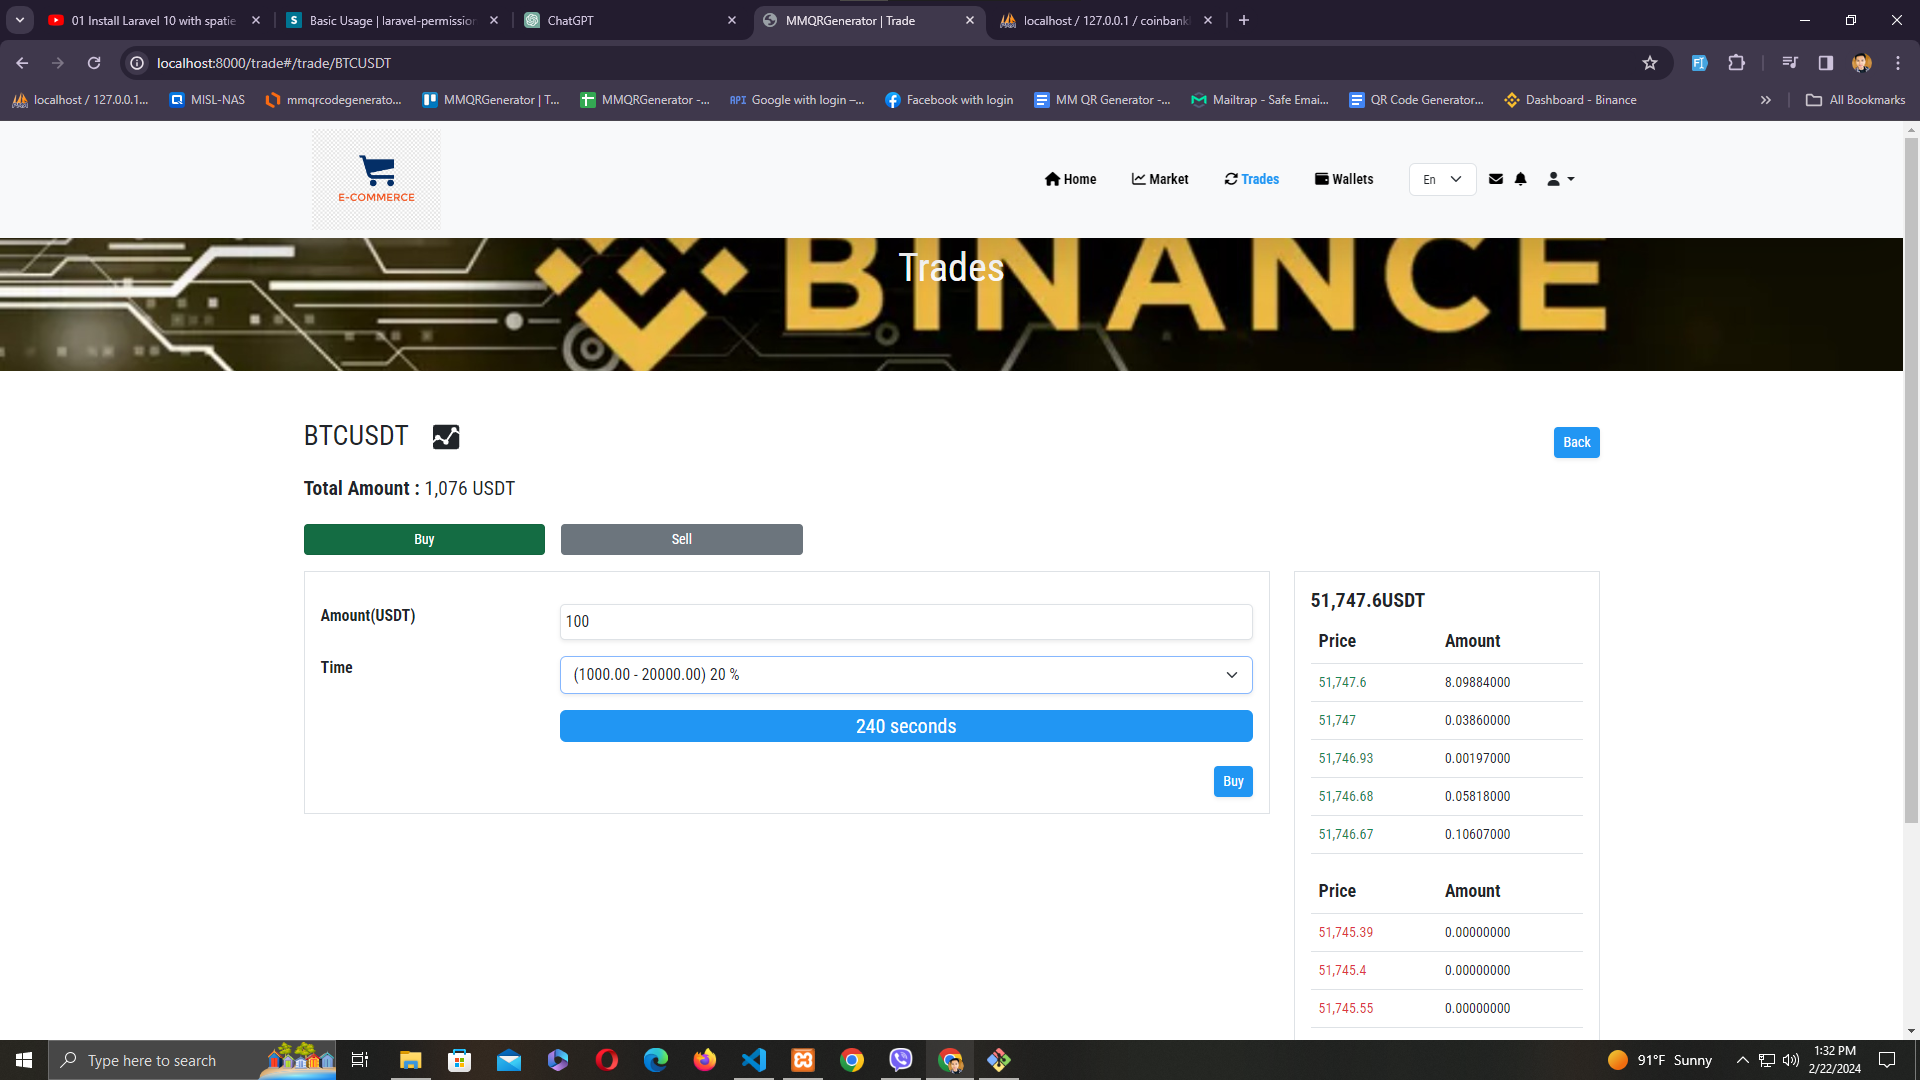 01 Install Laravel 10 with spatie
Basic Usage | laravel-permission
ChatGPT
MMQRGenerator | Trade
localhost / 127.0.0.1 / coinbank
localhost:8000/trade#/trade/BTCUSDT
localhost / 127.0.0.1...
MISL-NAS
mmqrcodegenerato...
MMQRGenerator | T...
MMQRGenerator -...
API Google with login –...
Facebook with login
MM QR Generator -...
Mailtrap - Safe Emai...
QR Code Generator...
Dashboard - Binance
All Bookmarks
E-COMMERCE
Home
Market
Trades
Wallets
En
BINANCE
Trades
BTCUSDT
Back
Total Amount : 1,076 USDT
Buy
Sell
Amount(USDT)
100
Time
(1000.00 - 20000.00) 20 %
240 seconds
Buy
51,747.6USDT
Price Amount
51,747.6 8.09884000
51,747 0.03860000
51,746.93 0.00197000
51,746.68 0.05818000
51,746.67 0.10607000
Price Amount
51,745.39 0.00000000
51,745.4 0.00000000
51,745.55 0.00000000
Type here to search
91°F Sunny
1:32 PM
2/22/2024